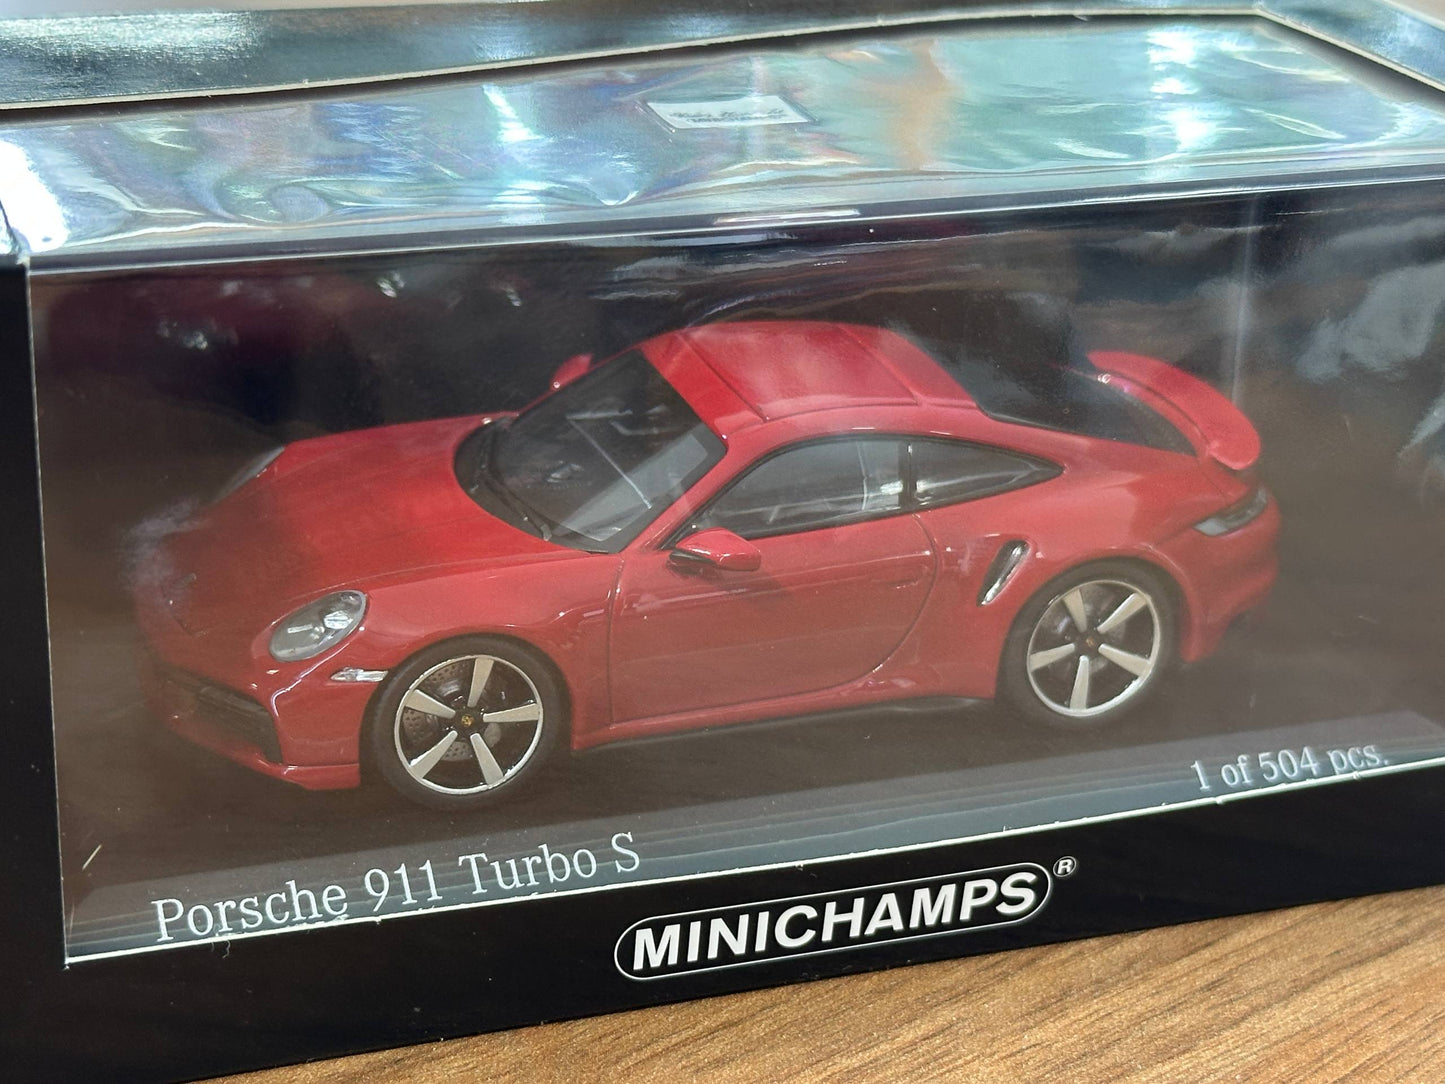 Porsche 911 Turbo S
1 of 504 pcs.
MINICHAMPS®